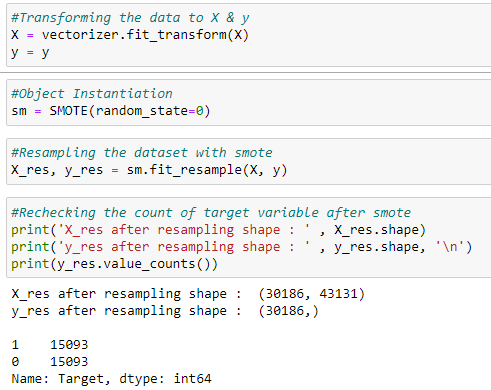 #Transforming the data to X & y
X = vectorizer.fit_transform(X)
y = y
#Object Instantiation
sm = SMOTE(random_state=0)
#Resampling the dataset with smote
X_res, y_res = sm.fit_resample(X, y)
#Rechecking the count of target variable after smote
print('X_res after resampling shape : ' , X_res.shape)
print('y_res after resampling shape : ' , y_res.shape, '\n')
print(y_res.value_counts())
X_res after resampling shape :  (30186, 43131)
y_res after resampling shape :  (30186,)
1    15093
0    15093
Name: Target, dtype: int64